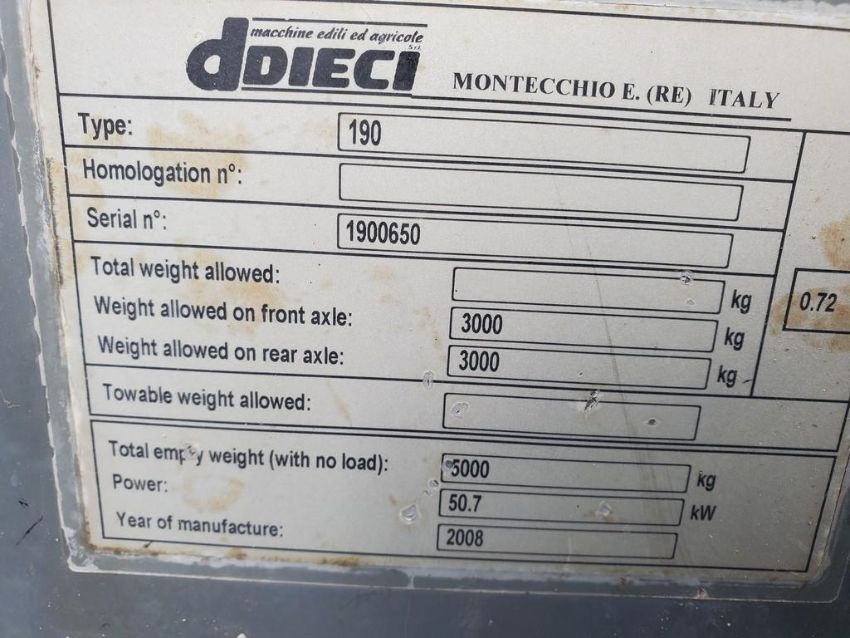 macchine edili ed agricole
S.r.l.
dDIECI
MONTECCHIO E. (RE) ITALY
Type: 190
Homologation n°:
Serial n°: 1900650
Total weight allowed: kg
Weight allowed on front axle: 3000 kg
0.72
Weight allowed on rear axle: 3000 kg
Towable weight allowed:
Total empty weight (with no load): 5000 kg
Power: 50.7 kW
Year of manufacture: 2008